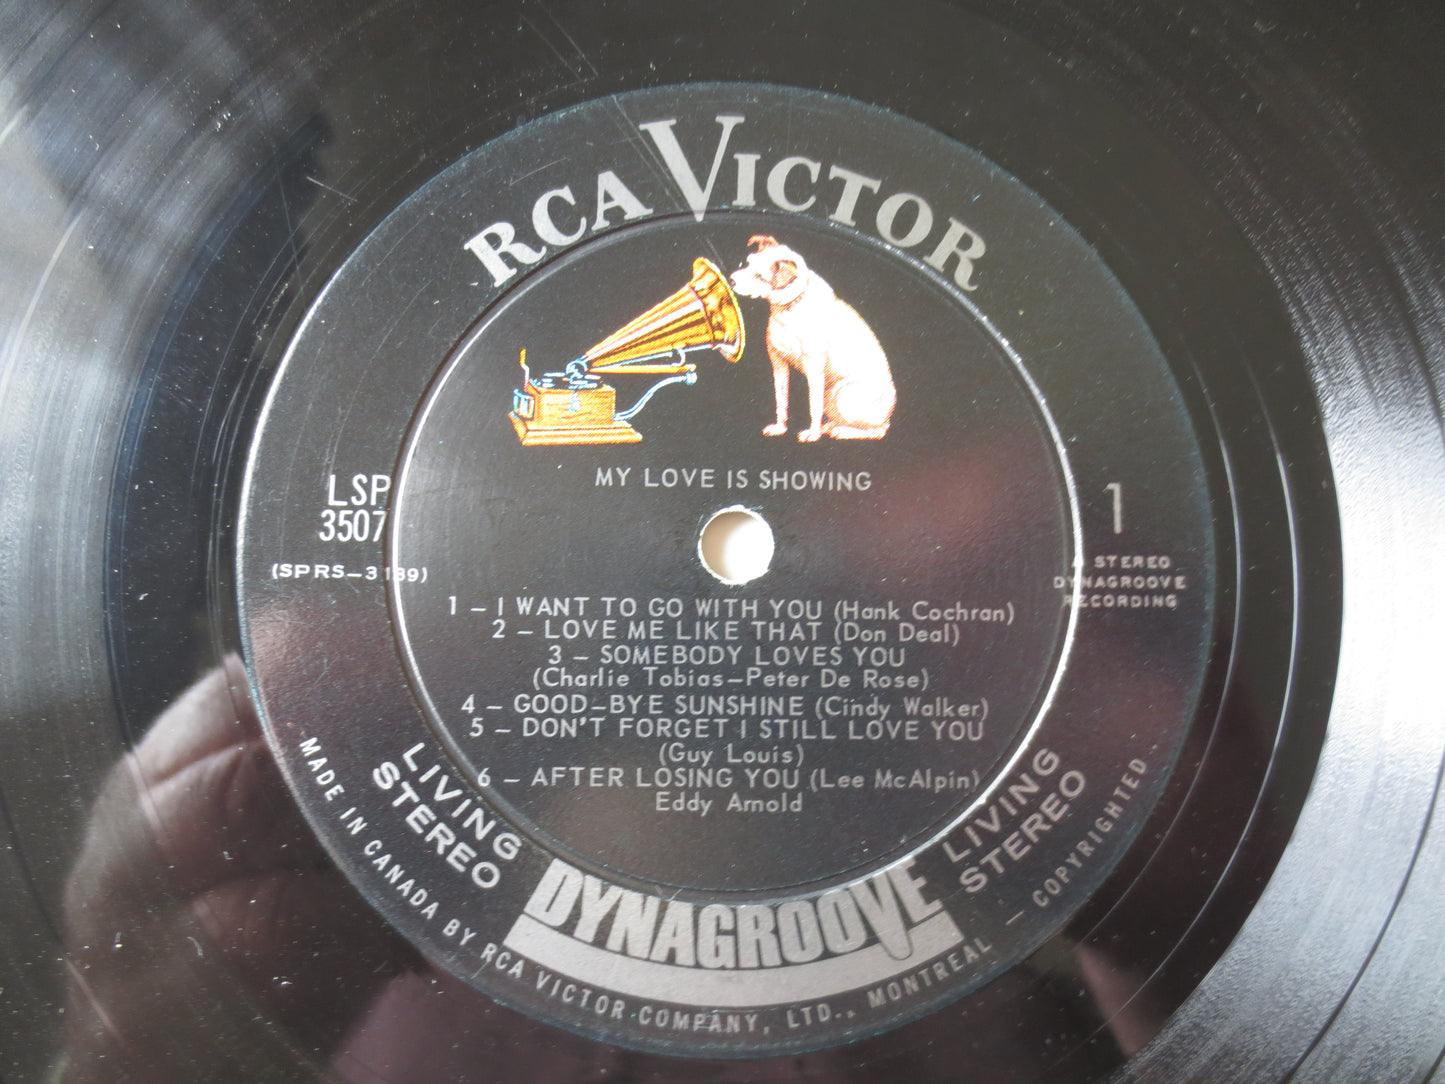 RCA VICTOR
MY LOVE IS SHOWING
LSP
3507
(SPRS-3139)
1
A STEREO
DYNAGROOVE
RECORDING
1 - I WANT TO GO WITH YOU (Hank Cochran)
2 - LOVE ME LIKE THAT (Don Deal)
3 - SOMEBODY LOVES YOU
(Charlie Tobias-Peter De Rose)
4 - GOOD-BYE SUNSHINE (Cindy Walker)
5 - DON'T FORGET I STILL LOVE YOU
(Guy Louis)
6 - AFTER LOSING YOU (Lee McAlpin)
Eddy Arnold
LIVING
STEREO
DYNAGROOVE
LIVING
STEREO
MADE IN CANADA BY RCA VICTOR COMPANY, LTD., MONTREAL - COPYRIGHTED